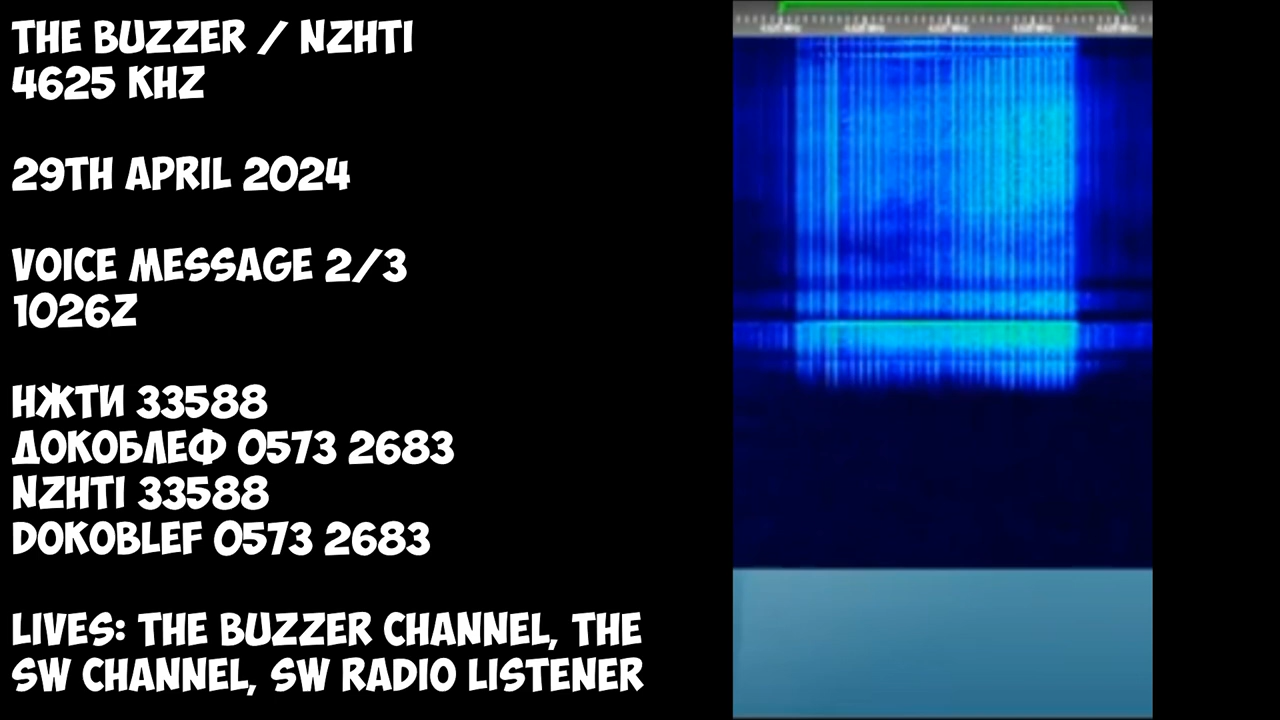 THE BUZZER / NZHTI
4625 KHZ
29TH APRIL 2024
VOICE MESSAGE 2/3
1026Z
НЖТИ 33588
ДОКОБЛЕФ 0573 2683
NZHTI 33588
DOKOBLEF 0573 2683
LIVES: THE BUZZER CHANNEL, THE
SW CHANNEL, SW RADIO LISTENER